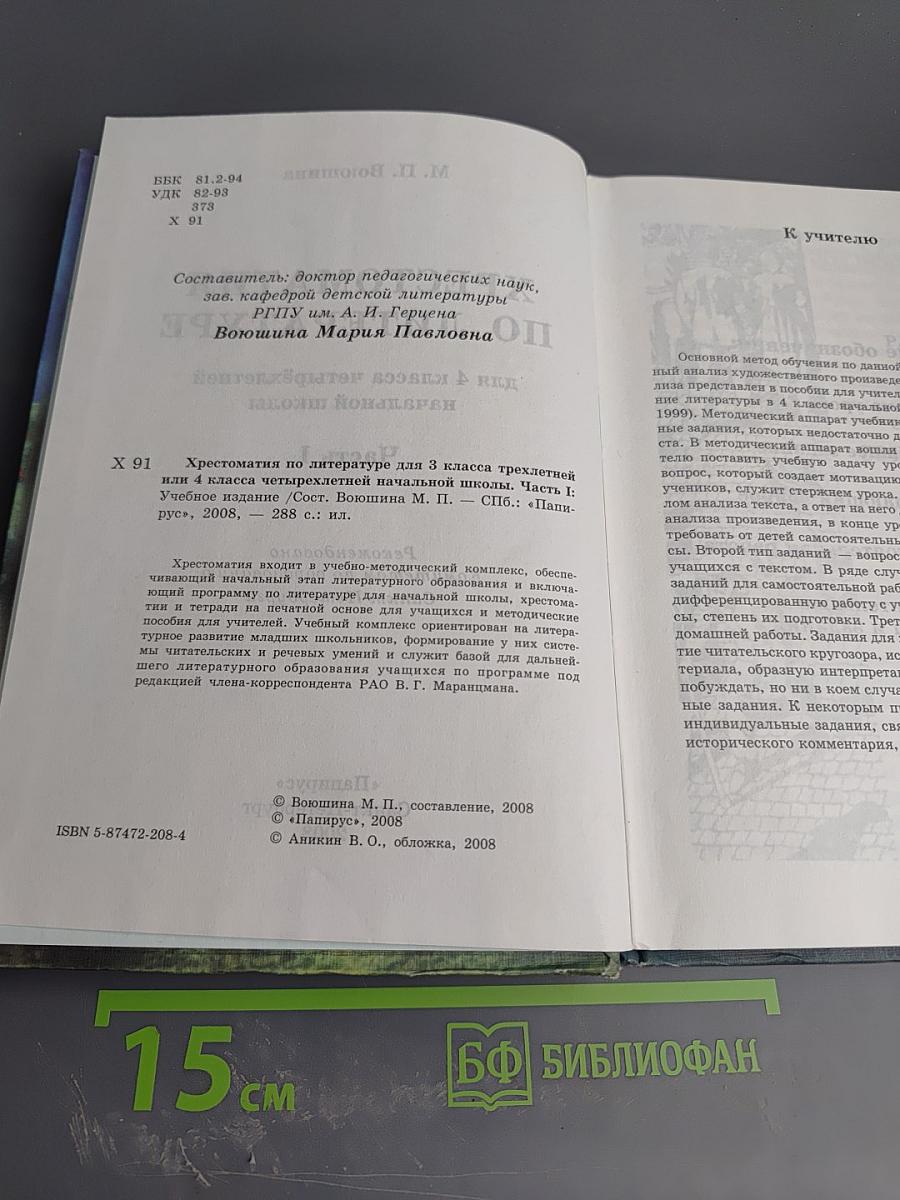 ББК 81.2-94
УДК 82-93
373
Х 91
Составитель: доктор педагогических наук,
зав. кафедрой детской литературы
РГПУ им. А. И. Герцена
Воюшина Мария Павловна
Х 91 Хрестоматия по литературе для 3 класса трехлетней
или 4 класса четырехлетней начальной школы. Часть I:
Учебное издание /Сост. Воюшина М. П. — СПб.: «Папи-
рус», 2008, — 288 с.: ил.
Хрестоматия входит в учебно-методический комплекс, обеспе-
чивающий начальный этап литературного образования и включа-
ющий программу по литературе для начальной школы, хрестома-
тии и тетради на печатной основе для учащихся и методические
пособия для учителей. Учебный комплекс ориентирован на литера-
турное развитие младших школьников, формирование у них систе-
мы читательских и речевых умений и служит базой для дальней-
шего литературного образования учащихся по программе под
редакцией члена-корреспондента РАО В. Г. Маранцмана.
© Воюшина М. П., составление, 2008
© «Папирус», 2008
© Аникин В. О., обложка, 2008
ISBN 5-87472-208-4
К учителю
Основной метод обучения по данной
ный анализ художественного произведе
лиза представлен в пособии для учител
ние литературы в 4 классе начальной
1999). Методический аппарат учебник
ные задания, которых недостаточно д
ста. В методический аппарат вошли
телю поставить учебную задачу уро
вопрос, который создает мотивацию
учеников, служит стержнем урока.
лом анализа текста, а ответ на него
анализа произведения, в конце уро
требовать от детей самостоятельн
сы. Второй тип заданий — вопрос
учащихся с текстом. В ряде случ
заданий для самостоятельной раб
дифференцированную работу с уч
сы, степень их подготовки. Трет
домашней работы. Задания для
тие читательского кругозора, ис
териала, образную интерпретац
побуждать, но ни в коем случа
ные задания. К некоторым п
индивидуальные задания, свя
исторического комментария,
15 см
БФ БИБЛИОФАН